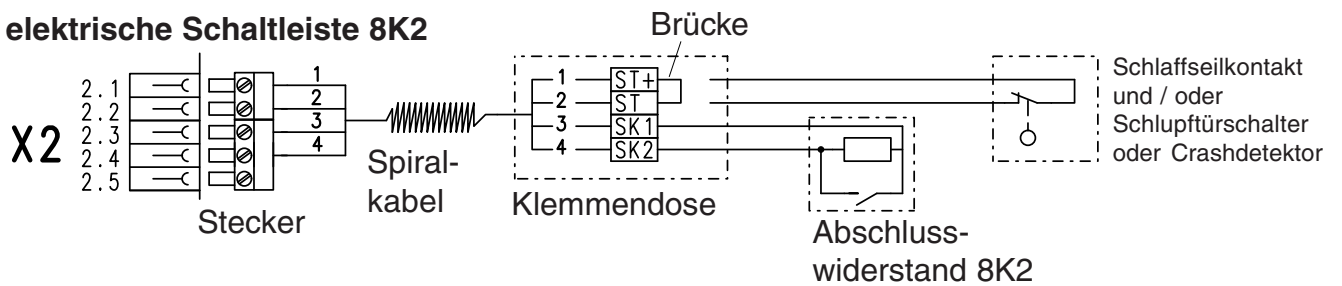 elektrische Schaltleiste 8K2
X2
2.1
2.2
2.3
2.4
2.5
Stecker
1
2
3
4
Spiral-
kabel
Brücke
1 ST+
2 ST
3 SK1
4 SK2
Klemmendose
Abschluss-
widerstand 8K2
Schlaffseilkontakt
und / oder
Schlupftürschalter
oder Crashdetektor